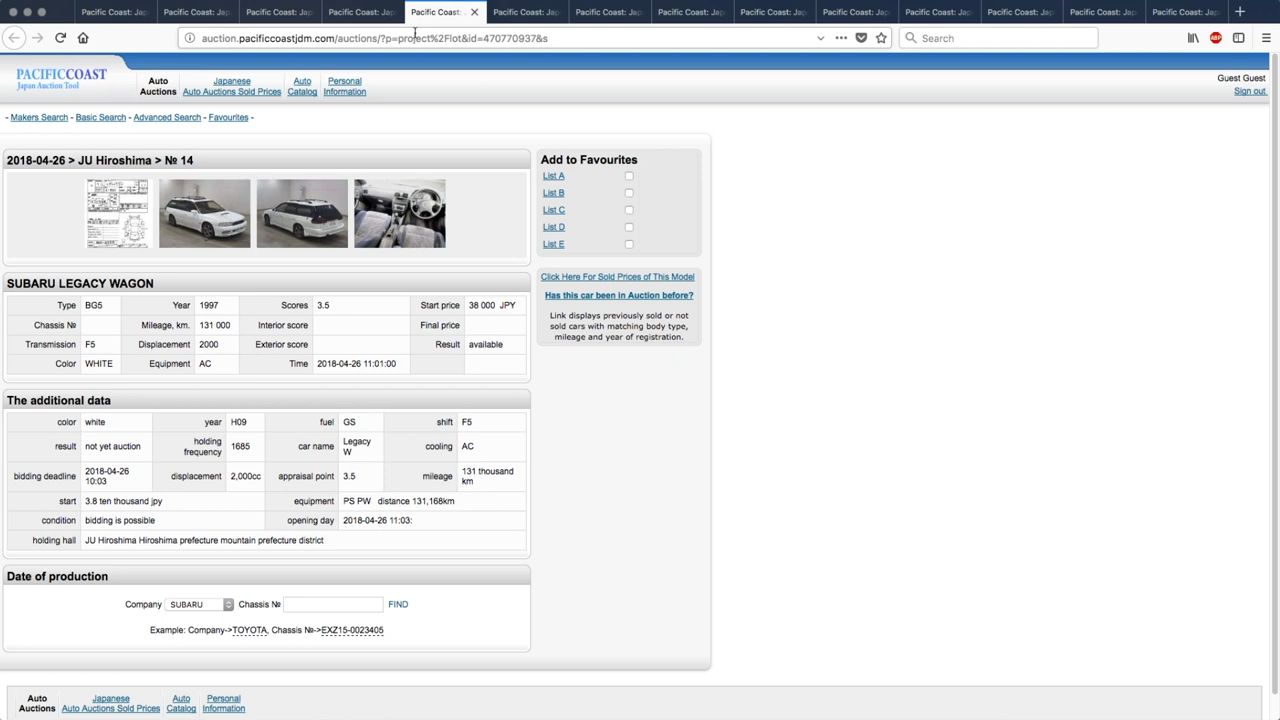 Pacific Coast: Jap Pacific Coast: Jap Pacific Coast: Jap Pacific Coast: Jap Pacific Coast: Pacific Coast: Jap Pacific Coast: Jap Pacific Coast: Jap Pacific Coast: Jap Pacific Coast: Jap Pacific Coast: Jap Pacific Coast: Jap Pacific Coast: Jap Pacific Coast: Jap
auction.pacificcoastjdm.com/auctions/?p=project%2Flot&id=470770937&s Search ABP
PACIFICCOAST
Japan Auction Tool
Auto Auctions
Japanese Auto Auctions Sold Prices
Auto Catalog
Personal Information
Guest Guest
Sign out
- Makers Search - Basic Search - Advanced Search - Favourites -
2018-04-26 > JU Hiroshima > № 14
SUBARU LEGACY WAGON
Type BG5 Year 1997 Scores 3.5 Start price 38 000 JPY
Chassis № Mileage, km. 131 000 Interior score Final price
Transmission F5 Displacement 2000 Exterior score Result available
Color WHITE Equipment AC Time 2018-04-26 11:01:00
The additional data
color white year H09 fuel GS shift F5
result not yet auction holding frequency 1685 car name Legacy W cooling AC
bidding deadline 2018-04-26 10:03 displacement 2,000cc appraisal point 3.5 mileage 131 thousand km
start 3.8 ten thousand jpy equipment PS PW distance 131,168km
condition bidding is possible opening day 2018-04-26 11:03:
holding hall JU Hiroshima Hiroshima prefecture mountain prefecture district
Date of production
Company SUBARU Chassis № FIND
Example: Company->TOYOTA, Chassis №->EXZ15-0023405
Add to Favourites
List A
List B
List C
List D
List E
Click Here For Sold Prices of This Model
Has this car been in Auction before?
Link displays previously sold or not
sold cars with matching body type,
mileage and year of registration.
Auto Auctions
Japanese Auto Auctions Sold Prices
Auto Catalog
Personal Information